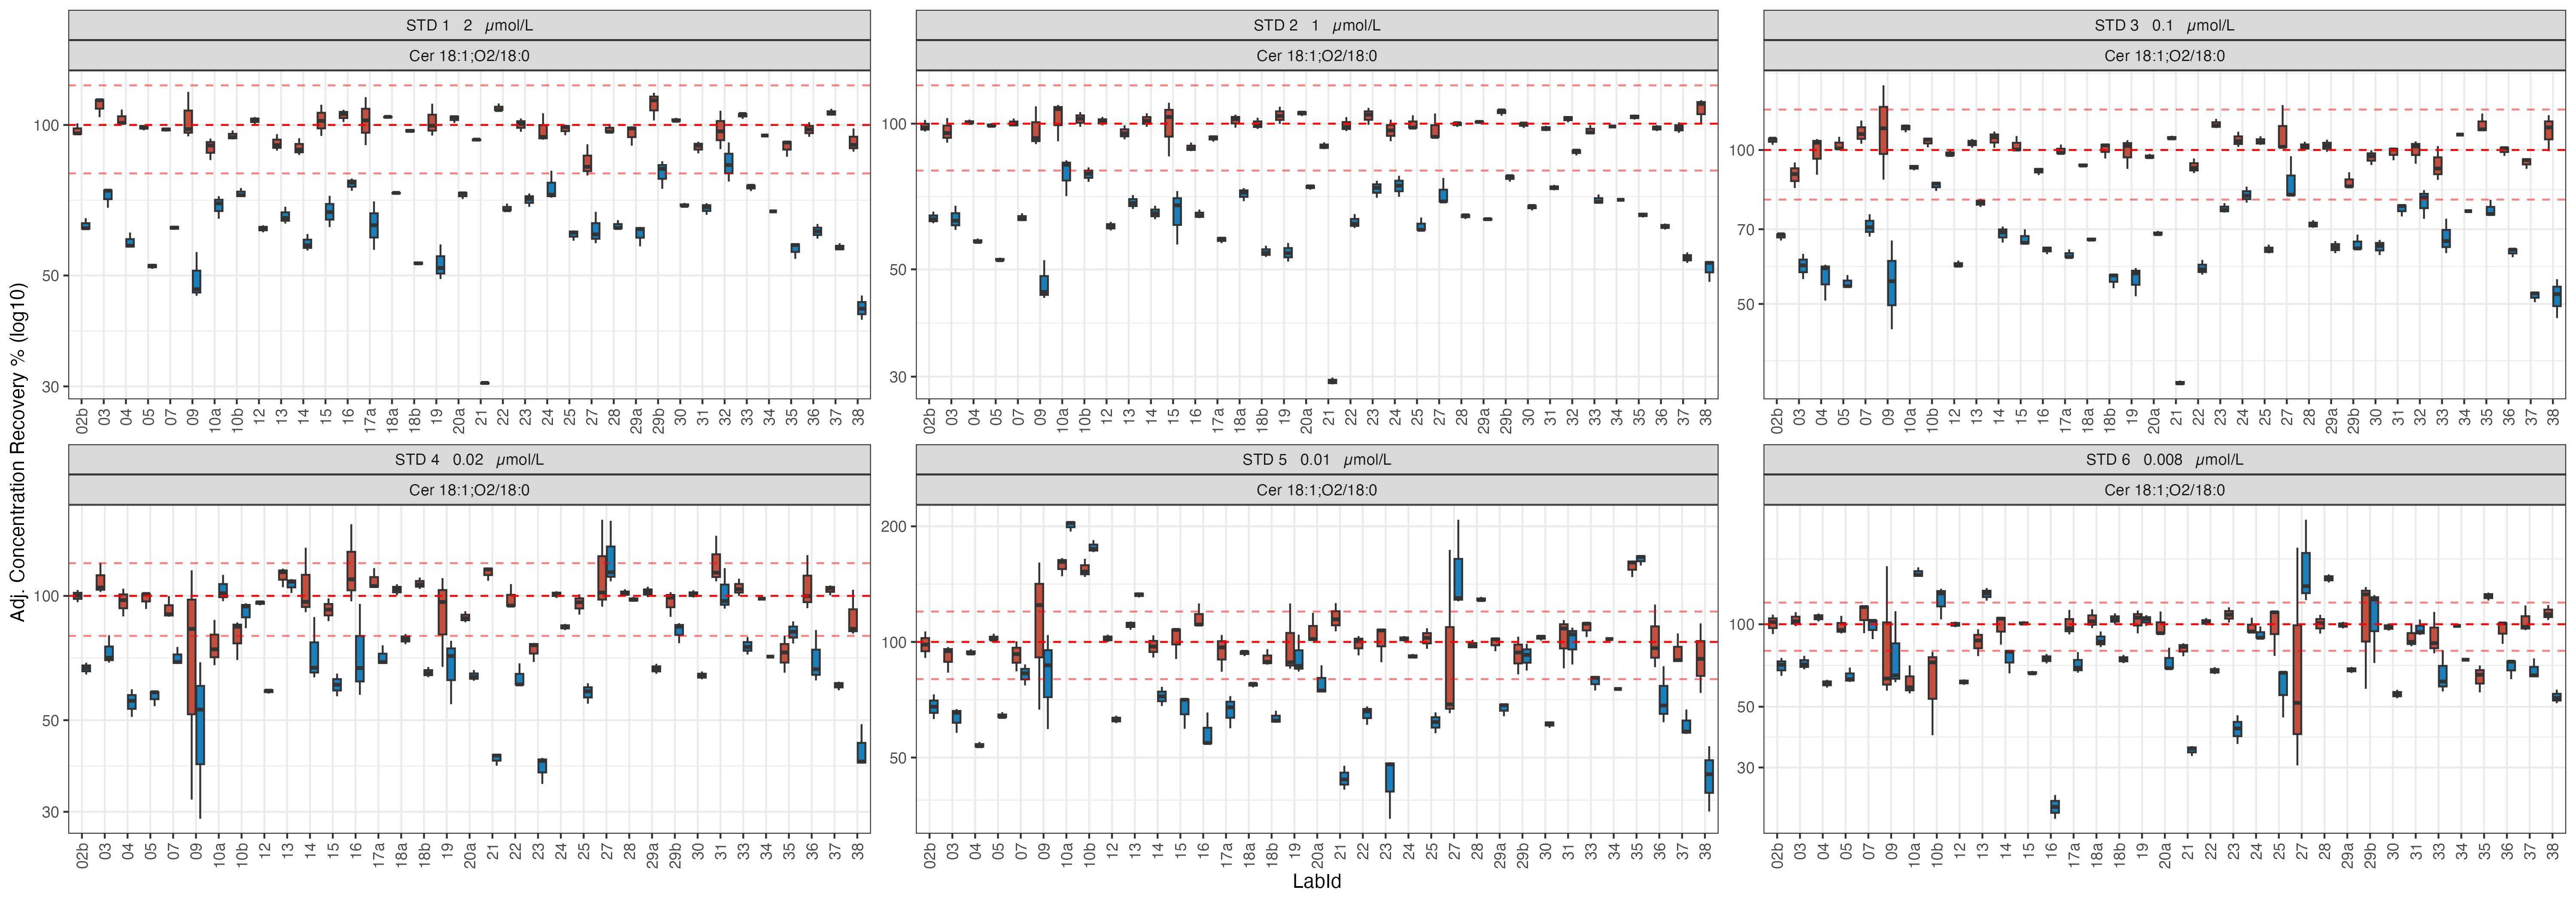 STD 1 2 µmol/L
Cer 18:1;O2/18:0
100
50
30
02b 03 04 05 07 09 10a 10b 12 13 14 15 16 17a 18a 18b 19 20a 21 22 23 24 25 27 28 29a 29b 30 31 32 33 34 35 36 37 38
STD 2 1 µmol/L
Cer 18:1;O2/18:0
100
50
30
02b 03 04 05 07 09 10a 10b 12 13 14 15 16 17a 18a 18b 19 20a 21 22 23 24 25 27 28 29a 29b 30 31 32 33 34 35 36 37 38
STD 3 0.1 µmol/L
Cer 18:1;O2/18:0
100
70
50
02b 03 04 05 07 09 10a 10b 12 13 14 15 16 17a 18a 18b 19 20a 21 22 23 24 25 27 28 29a 29b 30 31 32 33 34 35 36 37 38
Adj. Concentration Recovery % (log10)
STD 4 0.02 µmol/L
Cer 18:1;O2/18:0
100
50
30
02b 03 04 05 07 09 10a 10b 12 13 14 15 16 17a 18a 18b 19 20a 21 22 23 24 25 27 28 29a 29b 30 31 33 34 35 36 37 38
STD 5 0.01 µmol/L
Cer 18:1;O2/18:0
200
100
50
02b 03 04 05 07 09 10a 10b 12 13 14 15 16 17a 18a 18b 19 20a 21 22 23 24 25 27 28 29a 29b 30 31 33 34 35 36 37 38
STD 6 0.008 µmol/L
Cer 18:1;O2/18:0
100
50
30
02b 03 04 05 07 09 10a 10b 12 13 14 15 16 17a 18a 18b 19 20a 21 22 23 24 25 27 28 29a 29b 30 31 33 34 35 36 37 38
LabId